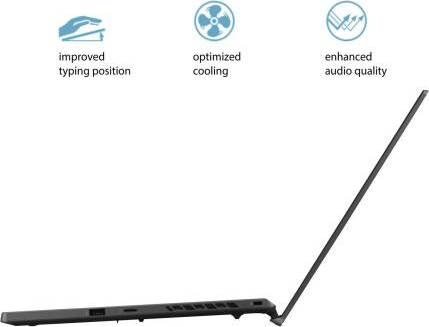 improved
typing position
optimized
cooling
enhanced
audio quality